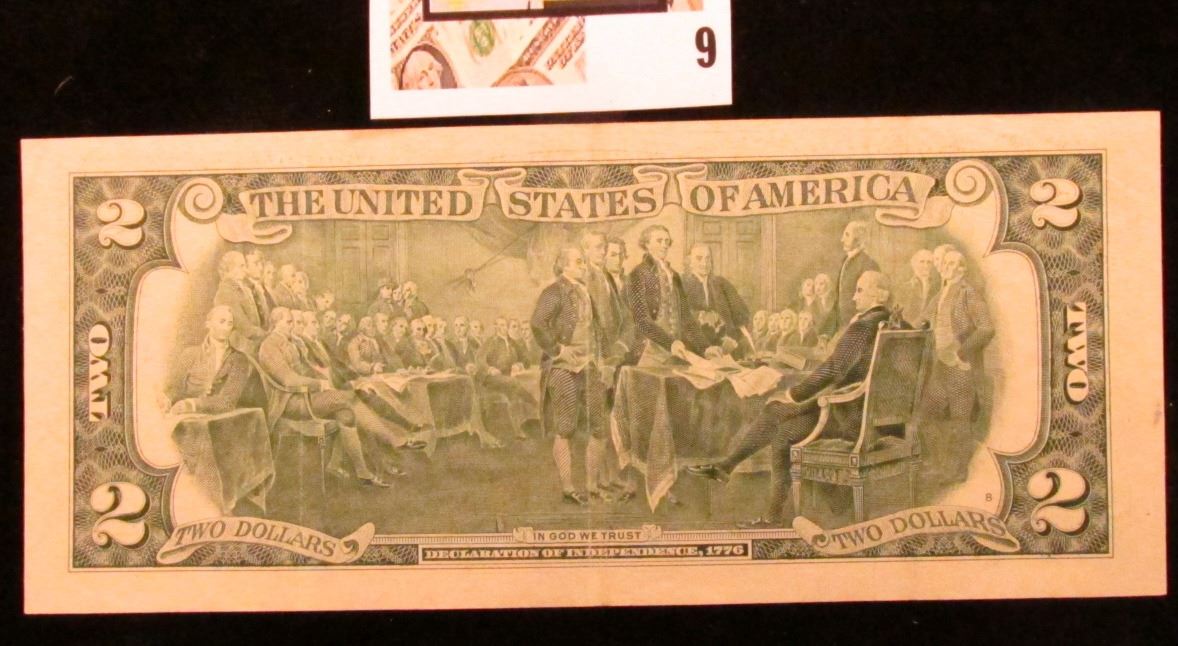 9
THE UNITED STATES OF AMERICA
2 2
TWO TWO
2 2
8
TWO DOLLARS TWO DOLLARS
IN GOD WE TRUST
DECLARATION OF INDEPENDENCE, 1776